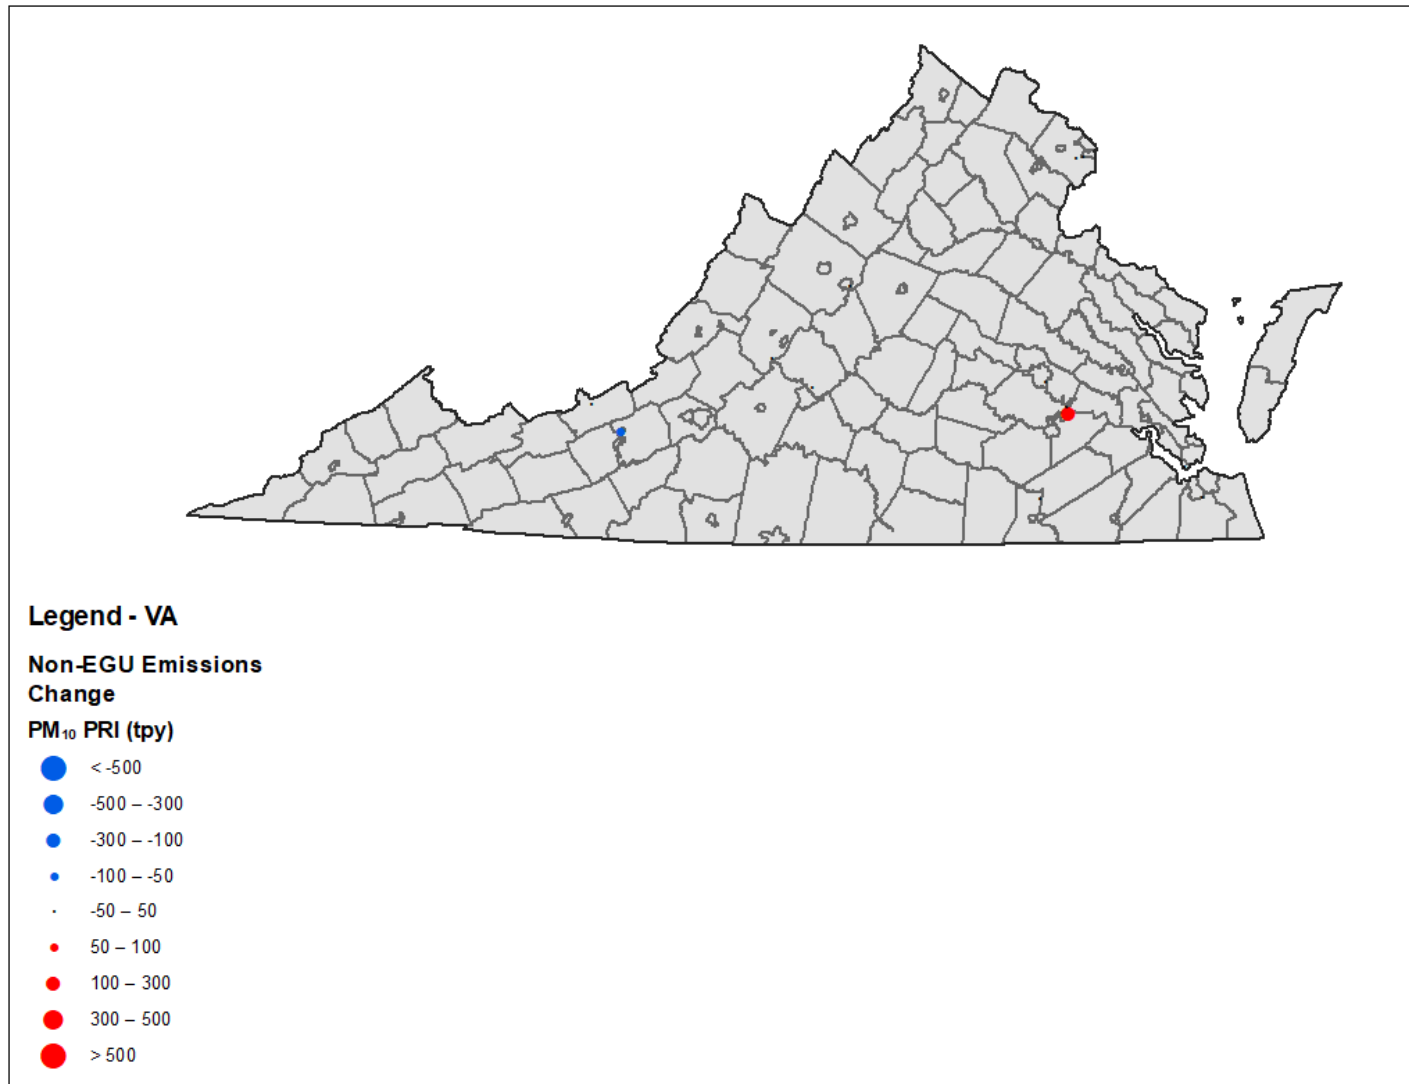 Legend - VA
Non-EGU Emissions
Change
PM₁₀ PRI (tpy)
< -500
-500 – -300
-300 – -100
-100 – -50
-50 – 50
50 – 100
100 – 300
300 – 500
> 500